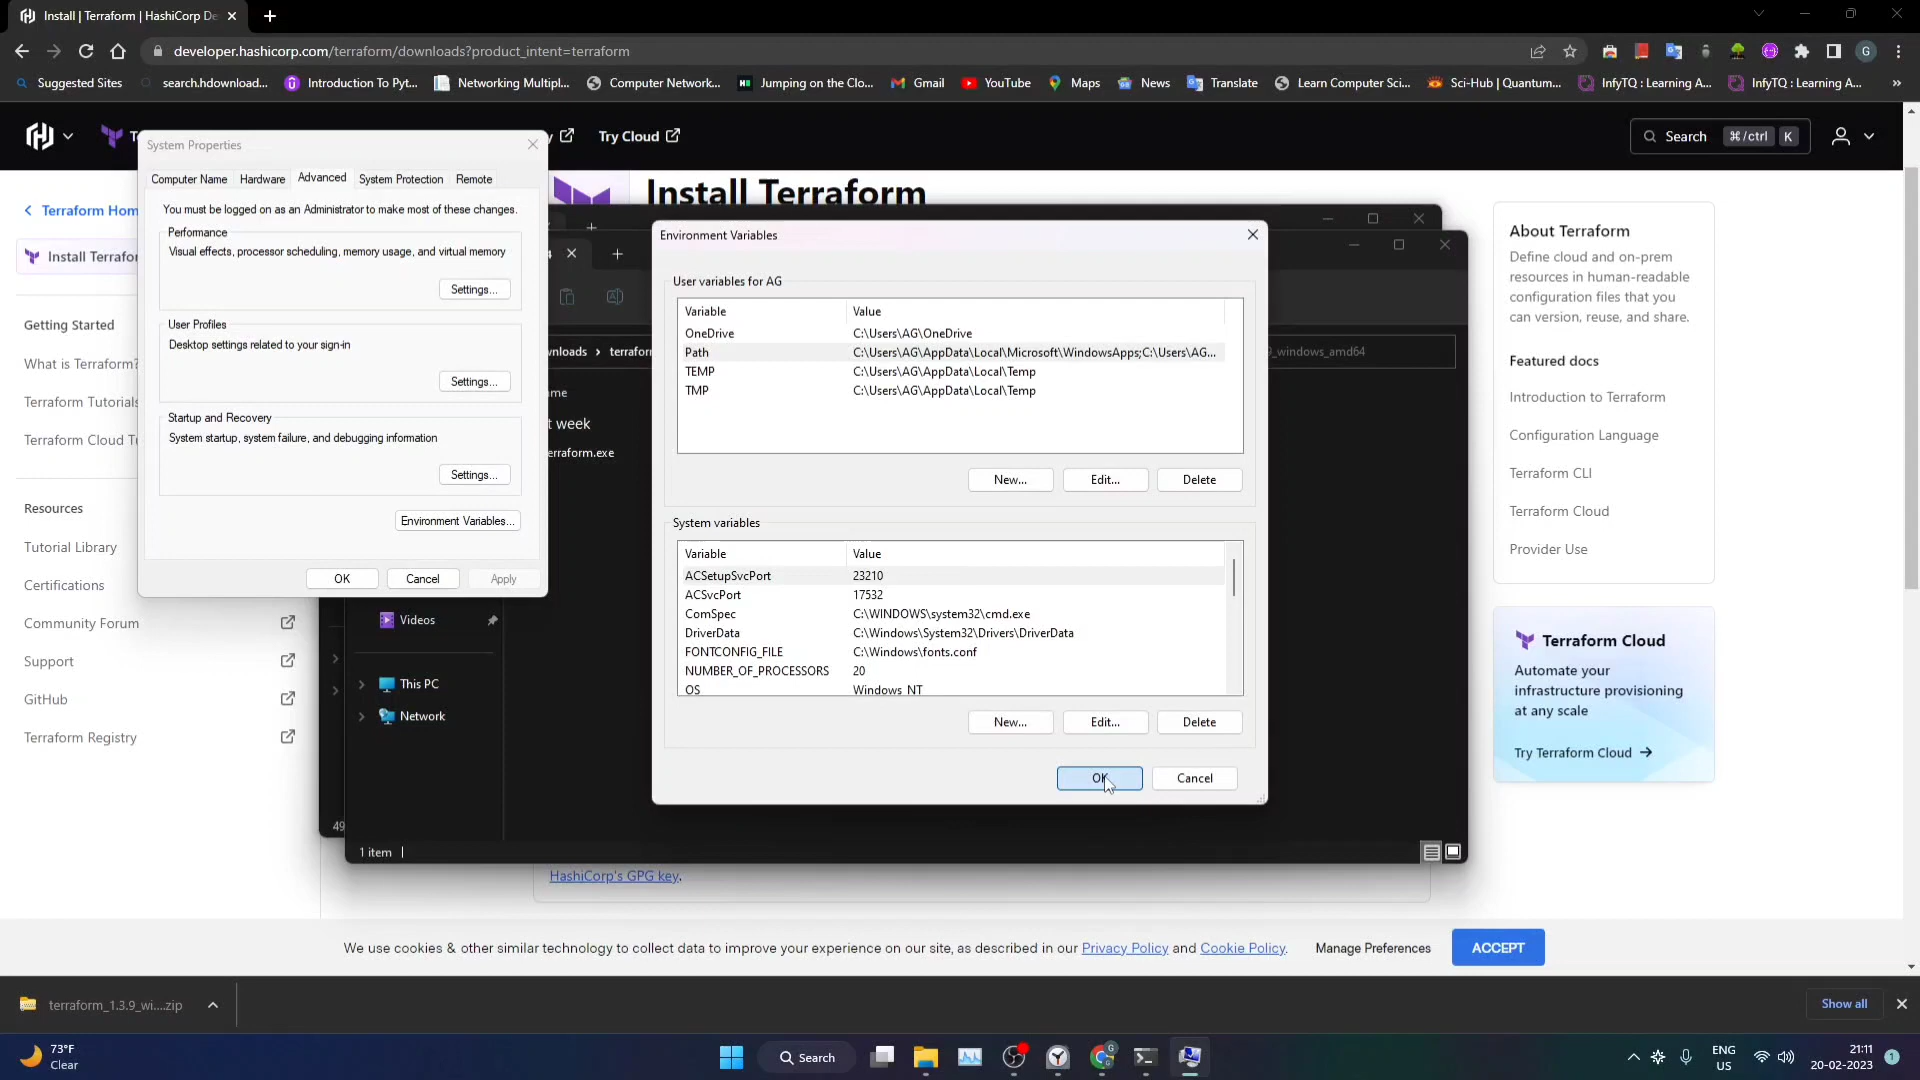 Install | Terraform | HashiCorp De
developer.hashicorp.com/terraform/downloads?product_intent=terraform
G
Suggested Sites
search.hdownload...
Introduction To Pyt...
Networking Multipl...
Computer Network...
Jumping on the Clo...
Gmail
YouTube
Maps
News
Translate
Learn Computer Sci...
Sci-Hub | Quantum...
InfyTQ : Learning A...
InfyTQ : Learning A...
Try Cloud
Search
⌘/ctrl
K
Terraform Hom
Install Terrafor
Getting Started
What is Terraform?
Terraform Tutorials
Terraform Cloud Tu
Resources
Tutorial Library
Certifications
Community Forum
Support
GitHub
Terraform Registry
System Properties
Computer Name
Hardware
Advanced
System Protection
Remote
You must be logged on as an Administrator to make most of these changes.
Performance
Visual effects, processor scheduling, memory usage, and virtual memory
Settings...
User Profiles
Desktop settings related to your sign-in
Settings...
Startup and Recovery
System startup, system failure, and debugging information
Settings...
Environment Variables...
OK
Cancel
Apply
Install Terraform
wnloads > terraforn
9_windows_amd64
me
t week
erraform.exe
Videos
This PC
Network
49
1 item
Environment Variables
User variables for AG
Variable
Value
OneDrive
C:\Users\AG\OneDrive
Path
C:\Users\AG\AppData\Local\Microsoft\WindowsApps;C:\Users\AG...
TEMP
C:\Users\AG\AppData\Local\Temp
TMP
C:\Users\AG\AppData\Local\Temp
New...
Edit...
Delete
System variables
Variable
Value
ACSetupSvcPort
23210
ACSvcPort
17532
ComSpec
C:\WINDOWS\system32\cmd.exe
DriverData
C:\Windows\System32\Drivers\DriverData
FONTCONFIG_FILE
C:\Windows\fonts.conf
NUMBER_OF_PROCESSORS
20
OS
Windows_NT
New...
Edit...
Delete
OK
Cancel
About Terraform
Define cloud and on-prem
resources in human-readable
configuration files that you
can version, reuse, and share.
Featured docs
Introduction to Terraform
Configuration Language
Terraform CLI
Terraform Cloud
Provider Use
Terraform Cloud
Automate your
infrastructure provisioning
at any scale
Try Terraform Cloud
HashiCorp's GPG key.
We use cookies & other similar technology to collect data to improve your experience on our site, as described in our Privacy Policy and Cookie Policy.
Manage Preferences
ACCEPT
terraform_1.3.9_wi....zip
Show all
73°F
Clear
Search
ENG
US
21:11
20-02-2023
1